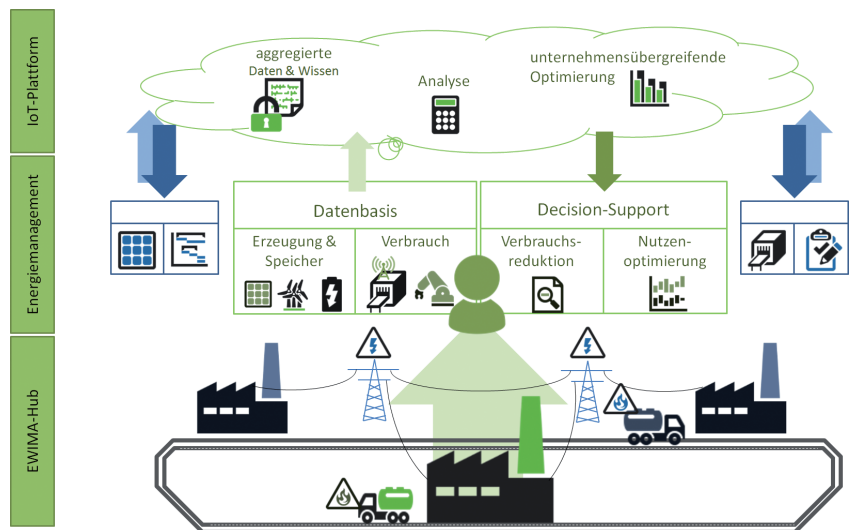 IoT-Plattform
aggregierte
Daten & Wissen
Analyse
unternehmensübergreifende
Optimierung
Energiemanagement
Datenbasis
Decision-Support
Erzeugung &
Speicher
Verbrauch
Verbrauchs-
reduktion
Nutzen-
optimierung
EWIMA-Hub